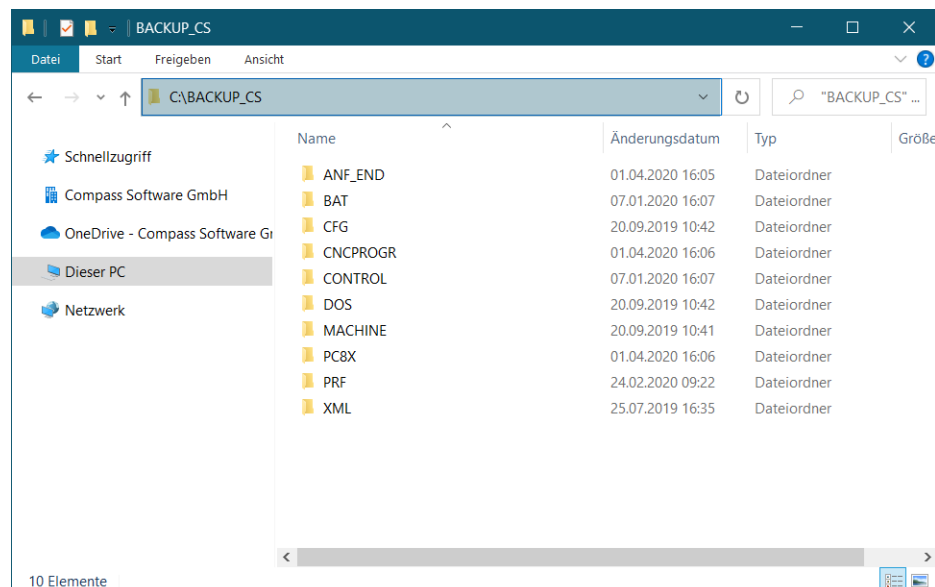 BACKUP_CS
Datei Start Freigeben Ansicht
C:\BACKUP_CS "BACKUP_CS" ...
Name Änderungsdatum Typ Größe
Schnellzugriff
Compass Software GmbH
OneDrive - Compass Software Gr
Dieser PC
Netzwerk
ANF_END 01.04.2020 16:05 Dateiordner
BAT 07.01.2020 16:07 Dateiordner
CFG 20.09.2019 10:42 Dateiordner
CNCPROGR 01.04.2020 16:06 Dateiordner
CONTROL 07.01.2020 16:07 Dateiordner
DOS 20.09.2019 10:42 Dateiordner
MACHINE 20.09.2019 10:41 Dateiordner
PC8X 01.04.2020 16:06 Dateiordner
PRF 24.02.2020 09:22 Dateiordner
XML 25.07.2019 16:35 Dateiordner
10 Elemente